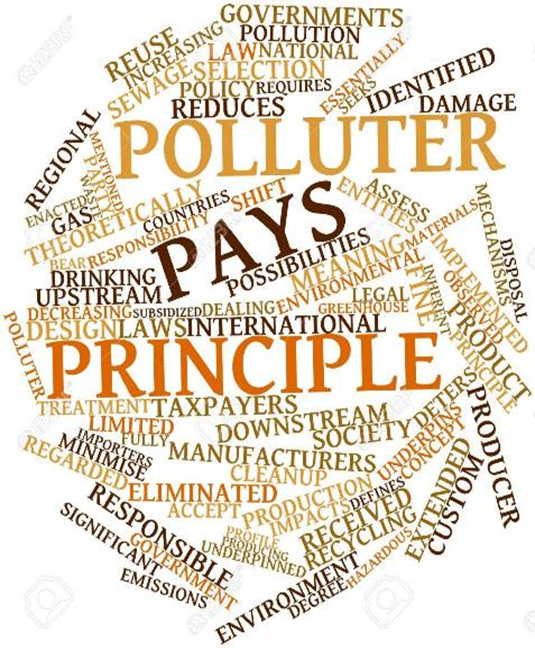 GOVERNMENTS
POLLUTION
REUSE
INCREASING
LAW NATIONAL
SEWAGE
SELECTION
ESSENTIALLY
POLICY REQUIRES
SEEKS
IDENTIFIED
REDUCES
DAMAGE
REGIONAL
MENTIONED
PARTY
WASTE
POLLUTER
ENACTED
GAS
THEORETICALLY
COUNTRIES
SHIFT
ENTITIES
ASSESS
BEAR RESPONSIBILITY
PAYS
POSSIBILITIES
MEANING
MATERIALS
MECHANISMS
DISPOSAL
DRINKING
UPSTREAM
ENVIRONMENTAL
IMPLEMENTED
OBSERVED
INHERENT
FINE
DECREASING SUBSIDIZED DEALING
LEGAL
GREENHOUSE
POLLUTER
DESIGN LAWS INTERNATIONAL
PRODUCT
PRINCIPLE
PRINCIPLE
TREATMENT TAXPAYERS
DETERS
LIMITED
FULLY
DOWNSTREAM
SOCIETY
UNDERPINS
CONCEPT
PRODUCER
IMPORTERS
MINIMISE
REGARDED
MANUFACTURERS
CLEANUP
EXTENDED
CUSTOM
ELIMINATED
ACCEPT
PRODUCTION
DEFINES
IMPACTS
RECEIVED
RECYCLING
RESPONSIBLE
SIGNIFICANT
GOVERNMENT
EMISSIONS
PROFILE
PRODUCING
UNDERPINNED
HAZARDOUS
DEGREE
ENVIRONMENT